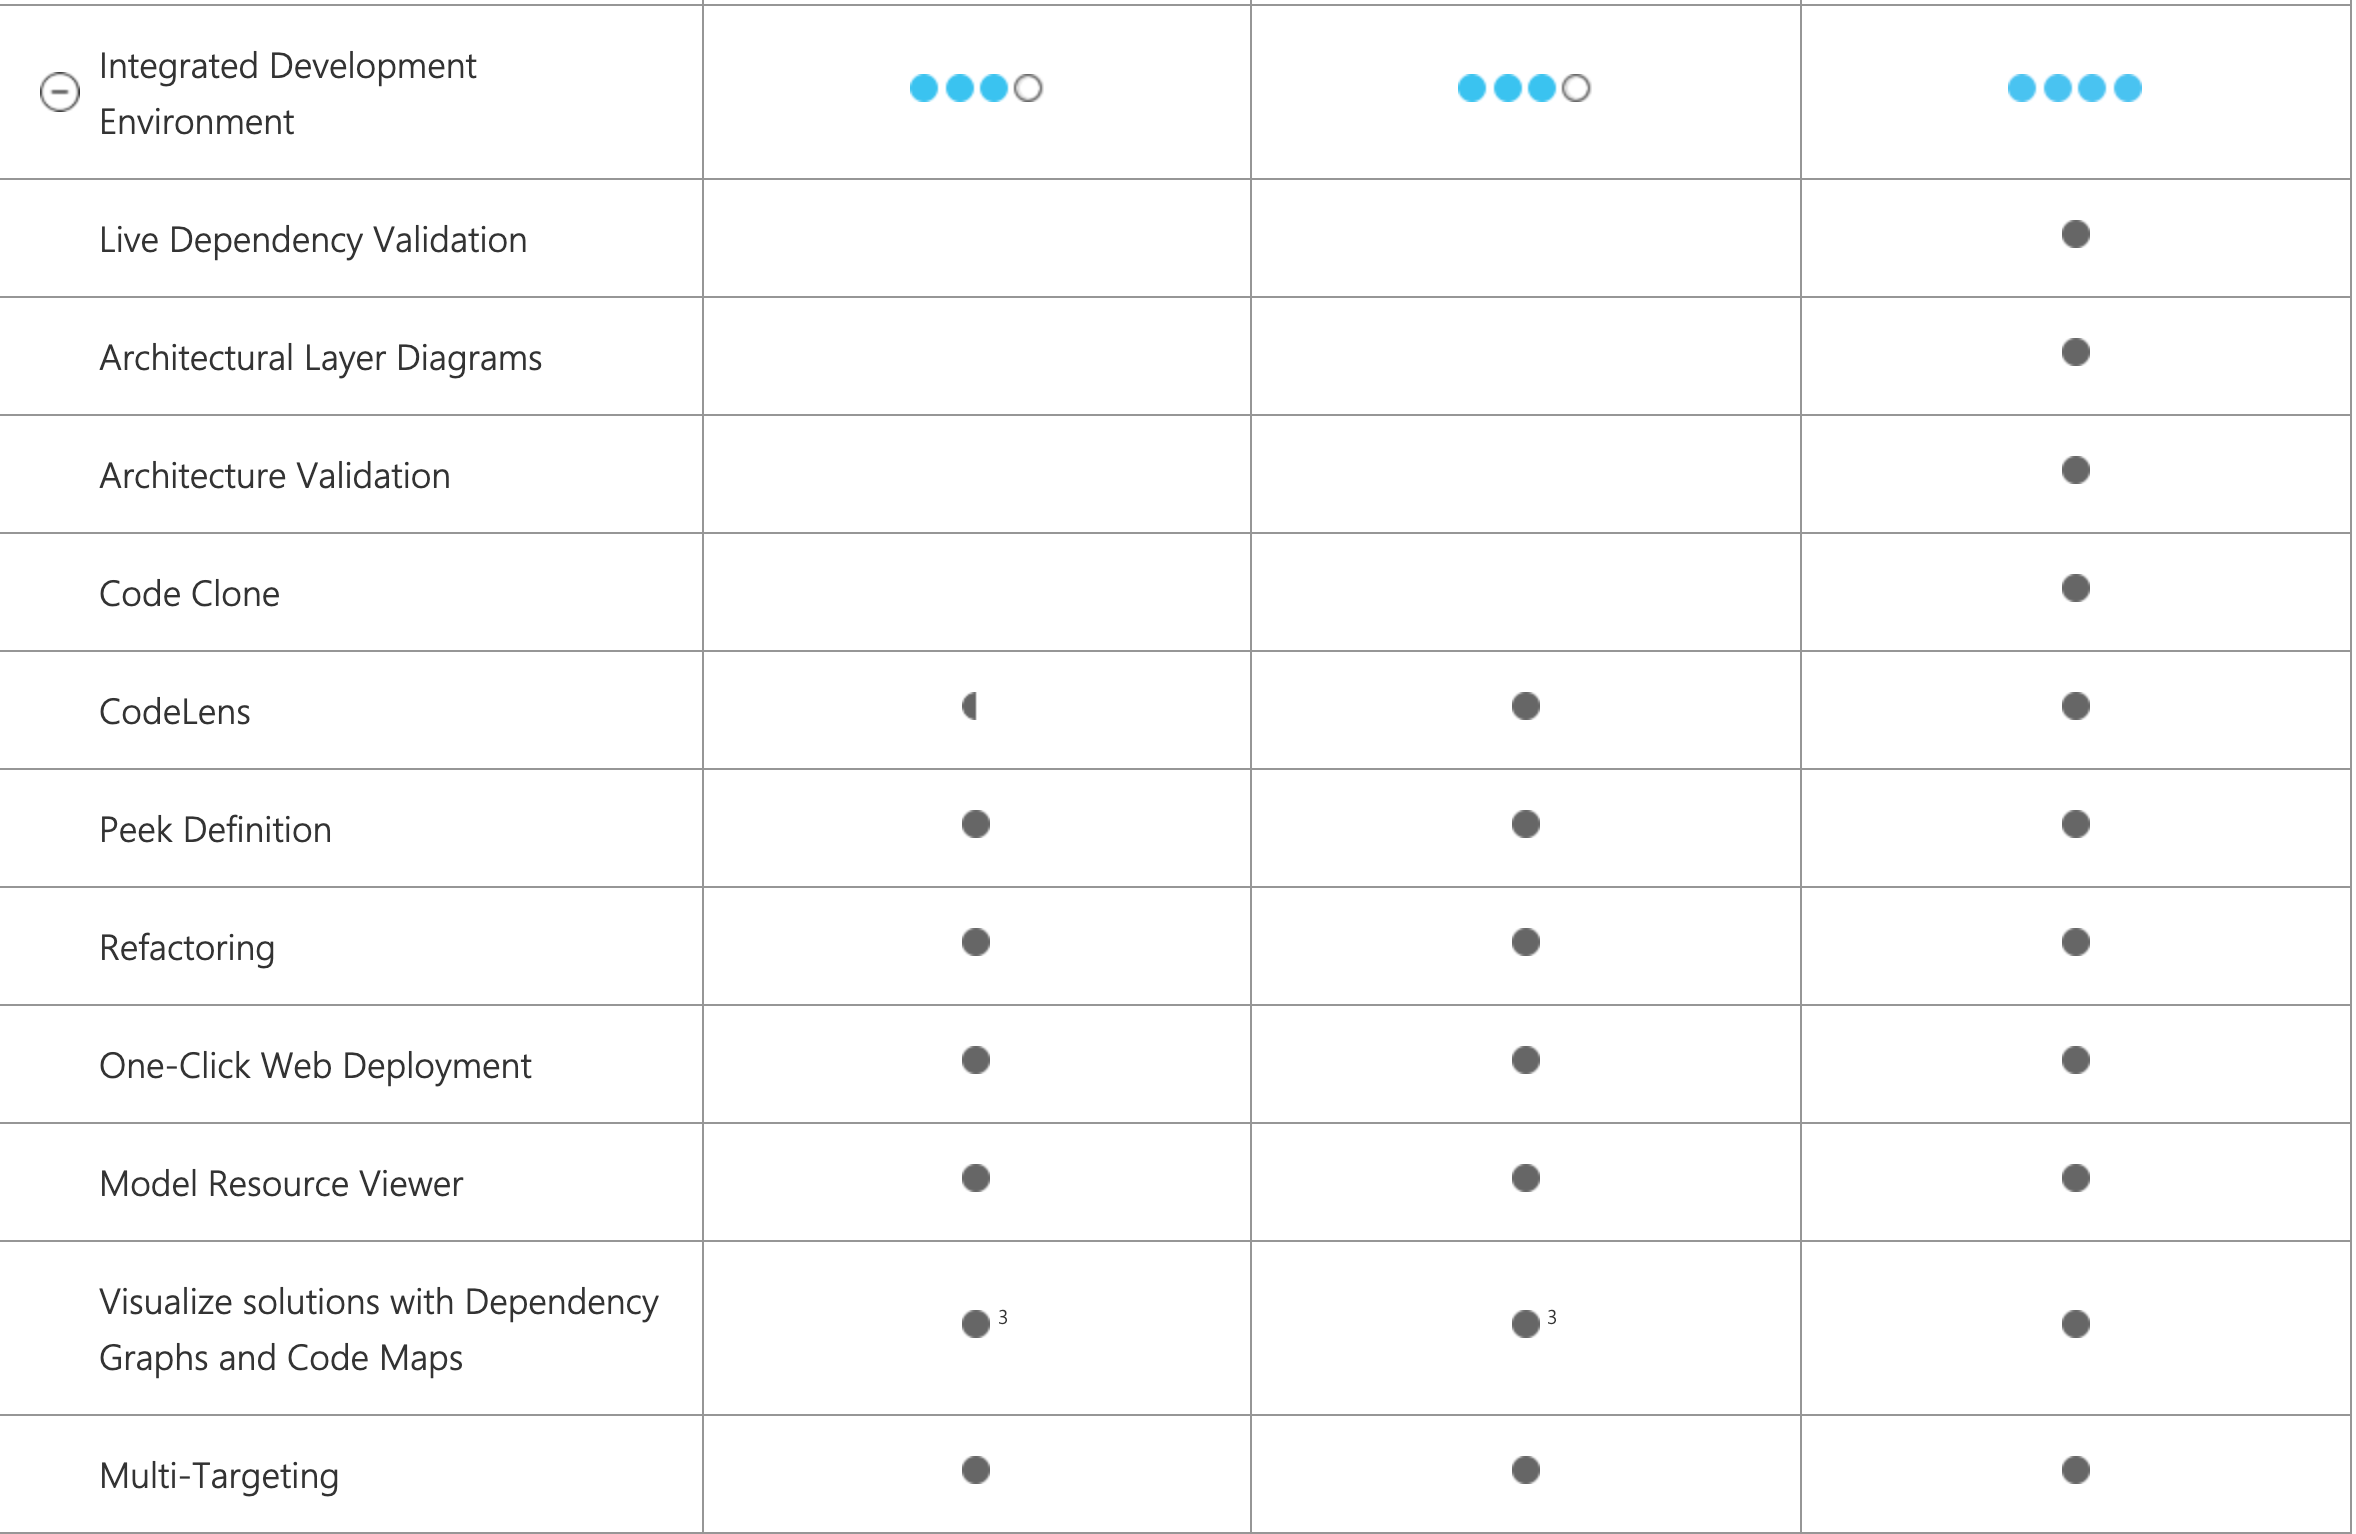 Integrated Development
Environment
Live Dependency Validation
Architectural Layer Diagrams
Architecture Validation
Code Clone
CodeLens
Peek Definition
Refactoring
One-Click Web Deployment
Model Resource Viewer
Visualize solutions with Dependency
Graphs and Code Maps
3
3
Multi-Targeting